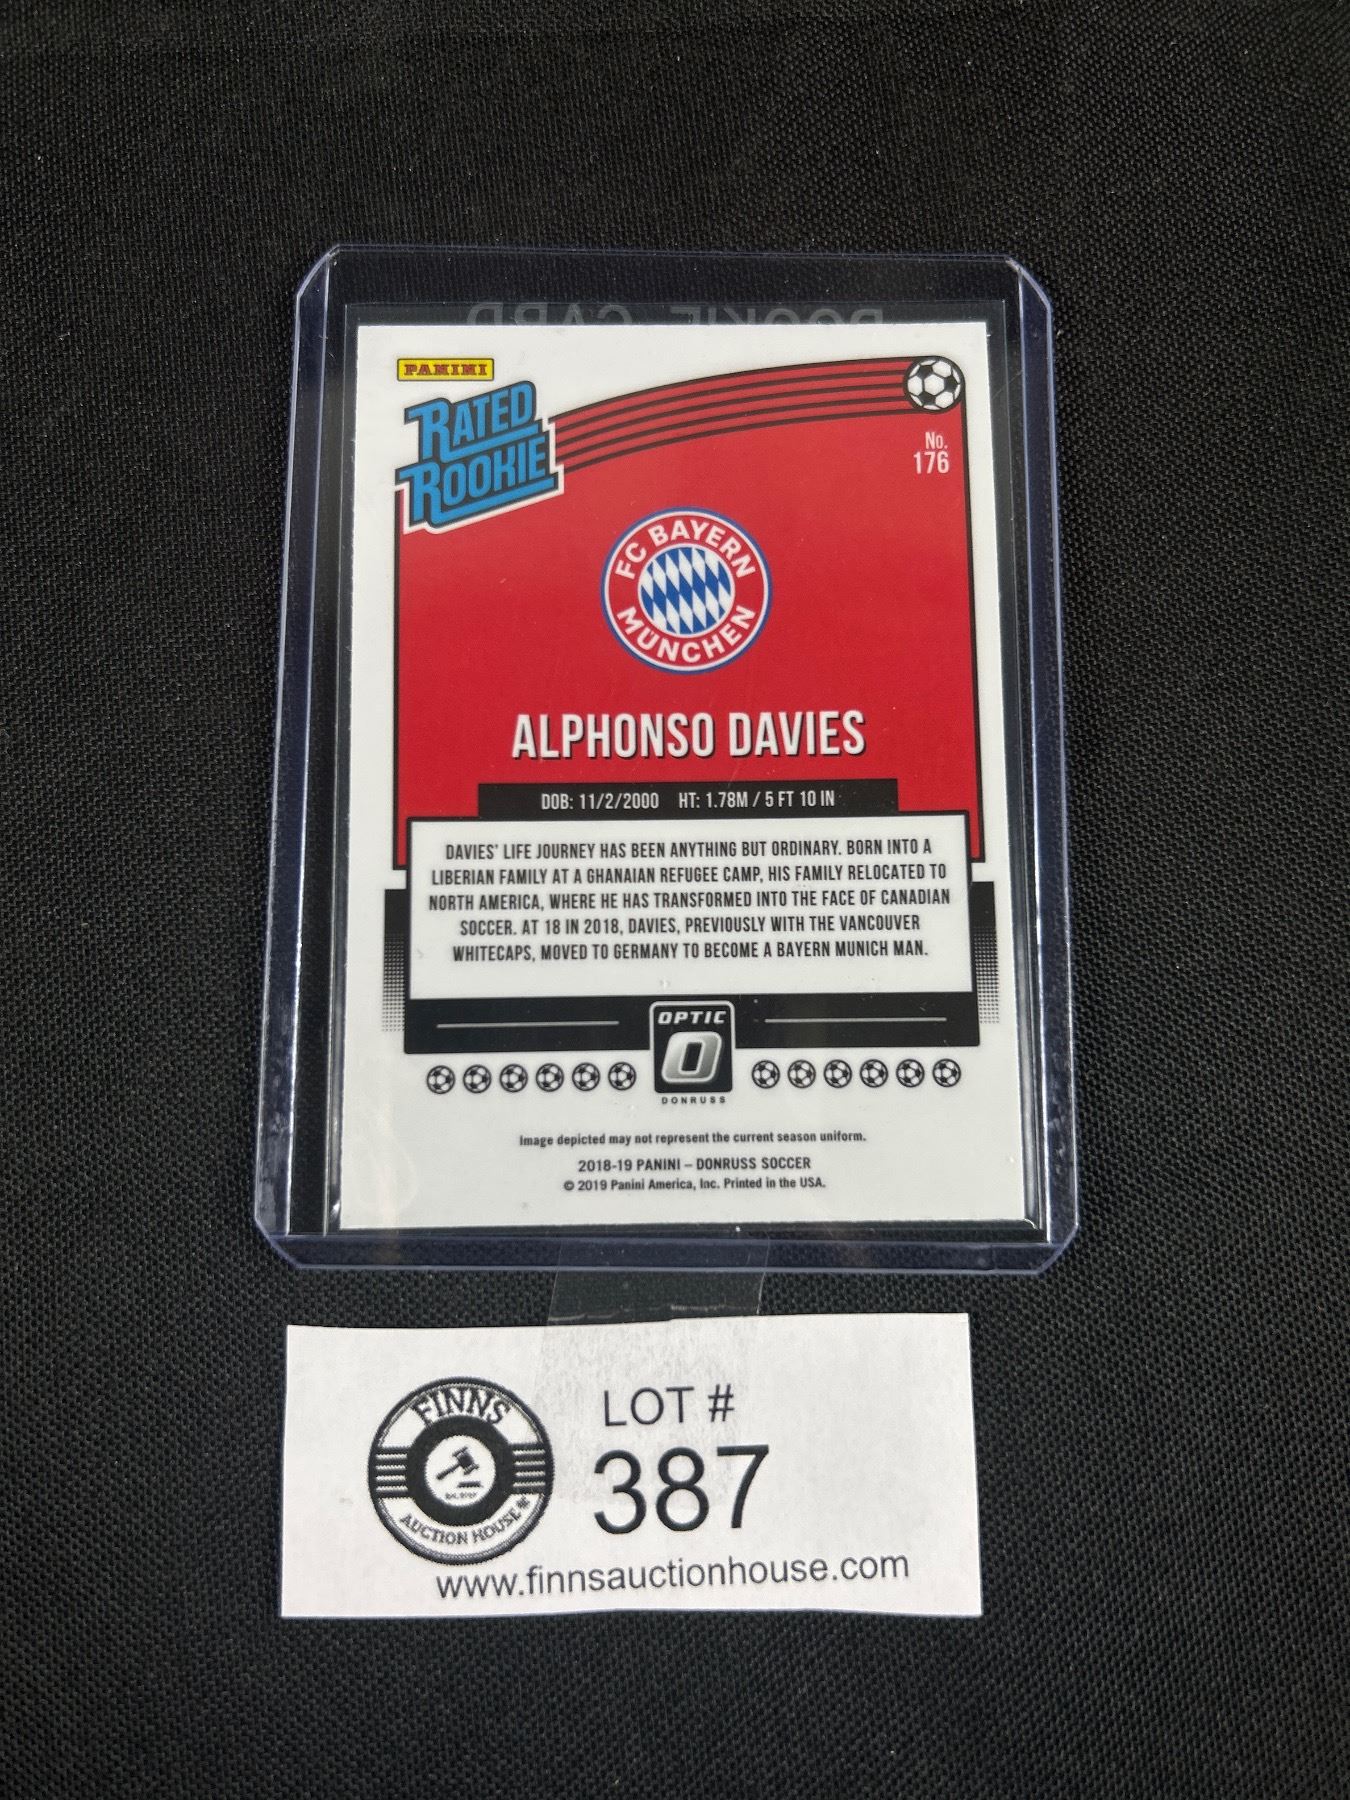 ROOKIE CARD
PANINI
RATED
ROOKIE
No.
176
FC BAYERN
MÜNCHEN
ALPHONSO DAVIES
DOB: 11/2/2000 HT: 1.78M / 5 FT 10 IN
DAVIES' LIFE JOURNEY HAS BEEN ANYTHING BUT ORDINARY. BORN INTO A
LIBERIAN FAMILY AT A GHANAIAN REFUGEE CAMP, HIS FAMILY RELOCATED TO
NORTH AMERICA, WHERE HE HAS TRANSFORMED INTO THE FACE OF CANADIAN
SOCCER. AT 18 IN 2018, DAVIES, PREVIOUSLY WITH THE VANCOUVER
WHITECAPS, MOVED TO GERMANY TO BECOME A BAYERN MUNICH MAN.
OPTIC
O
DONRUSS
Image depicted may not represent the current season uniform.
2018-19 PANINI – DONRUSS SOCCER
© 2019 Panini America, Inc. Printed in the USA.
FINNS
AUCTION HOUSE
LOT #
387
www.finnsauctionhouse.com